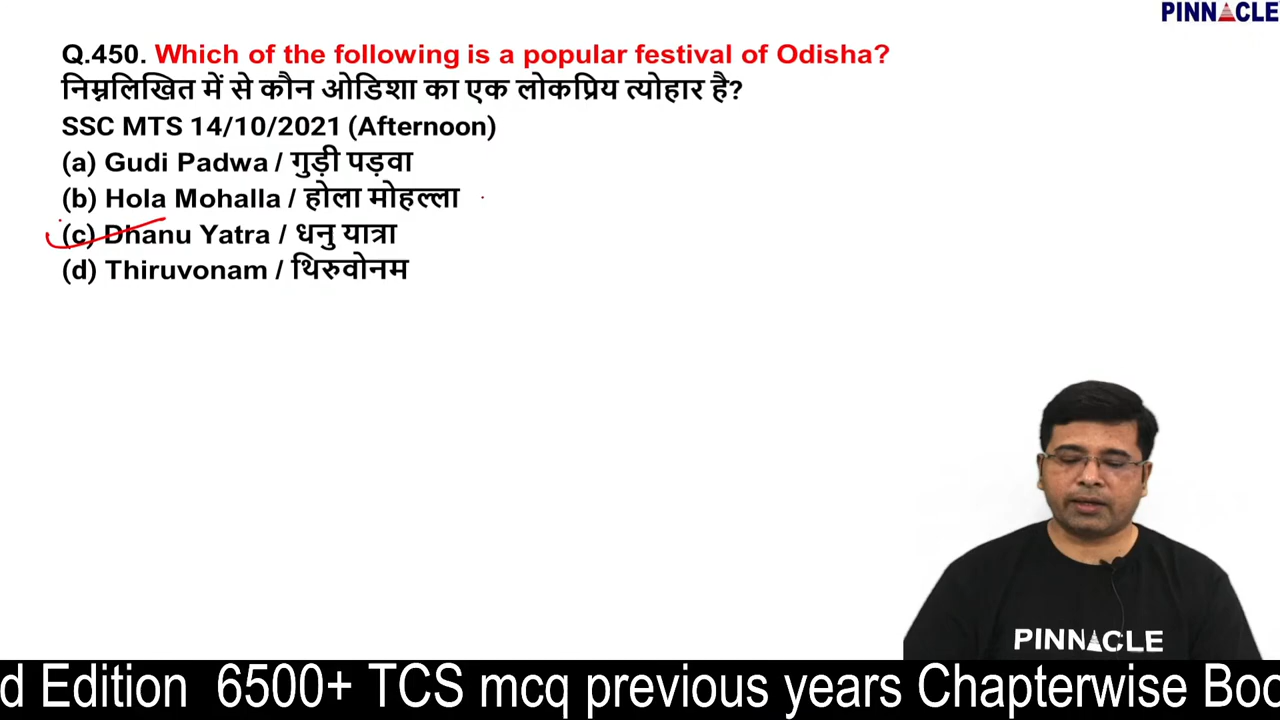 PINNACLE
Q.450. Which of the following is a popular festival of Odisha?
निम्नलिखित में से कौन ओडिशा का एक लोकप्रिय त्योहार है?
SSC MTS 14/10/2021 (Afternoon)
(a) Gudi Padwa / गुड़ी पड़वा
(b) Hola Mohalla / होला मोहल्ला
(c) Dhanu Yatra / धनु यात्रा
(d) Thiruvonam / थिरुवोनम
PINNACLE
d Edition 6500+ TCS mcq previous years Chapterwise Boo